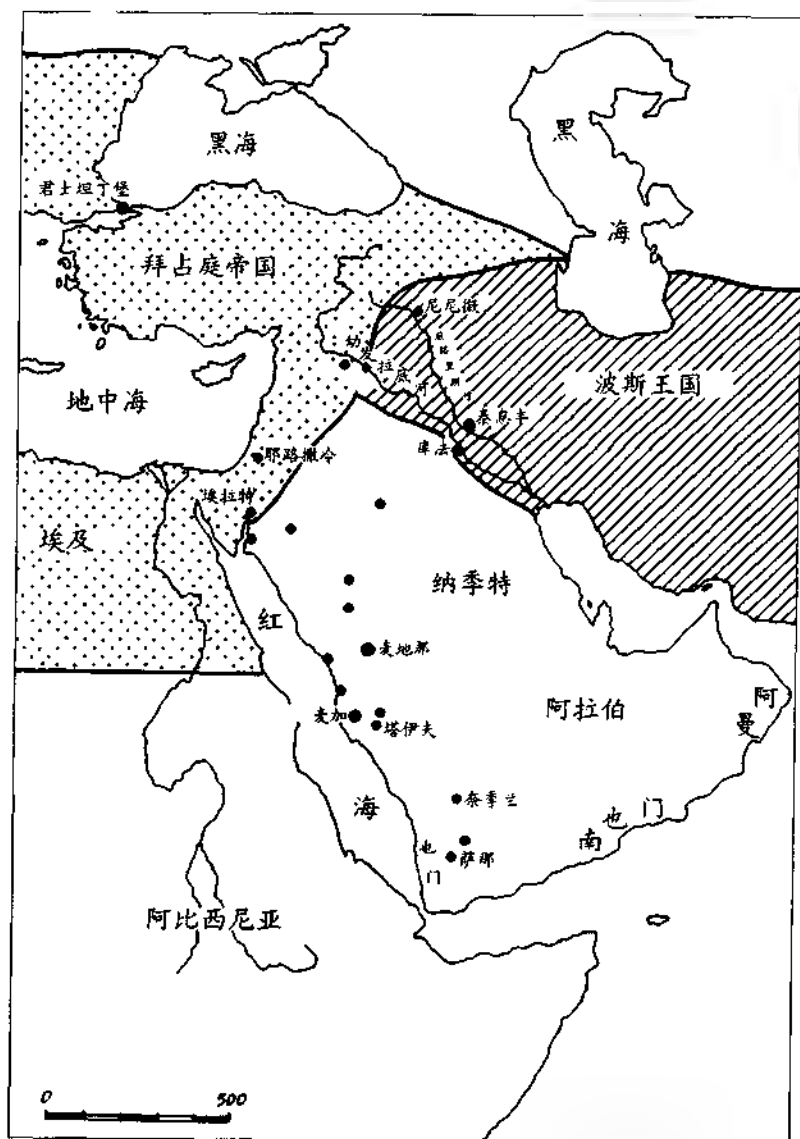 黑海
黑
海
君士坦丁堡
拜占庭帝国
尼尼微
幼发拉底河
底格里斯河
波斯王国
地中海
泰息丰
库法
耶路撒冷
埃拉特
埃及
纳季特
红
麦地那
阿拉伯
阿曼
麦加
塔伊夫
海
泰季兰
南也门
也门
萨那
阿比西尼亚
0
500